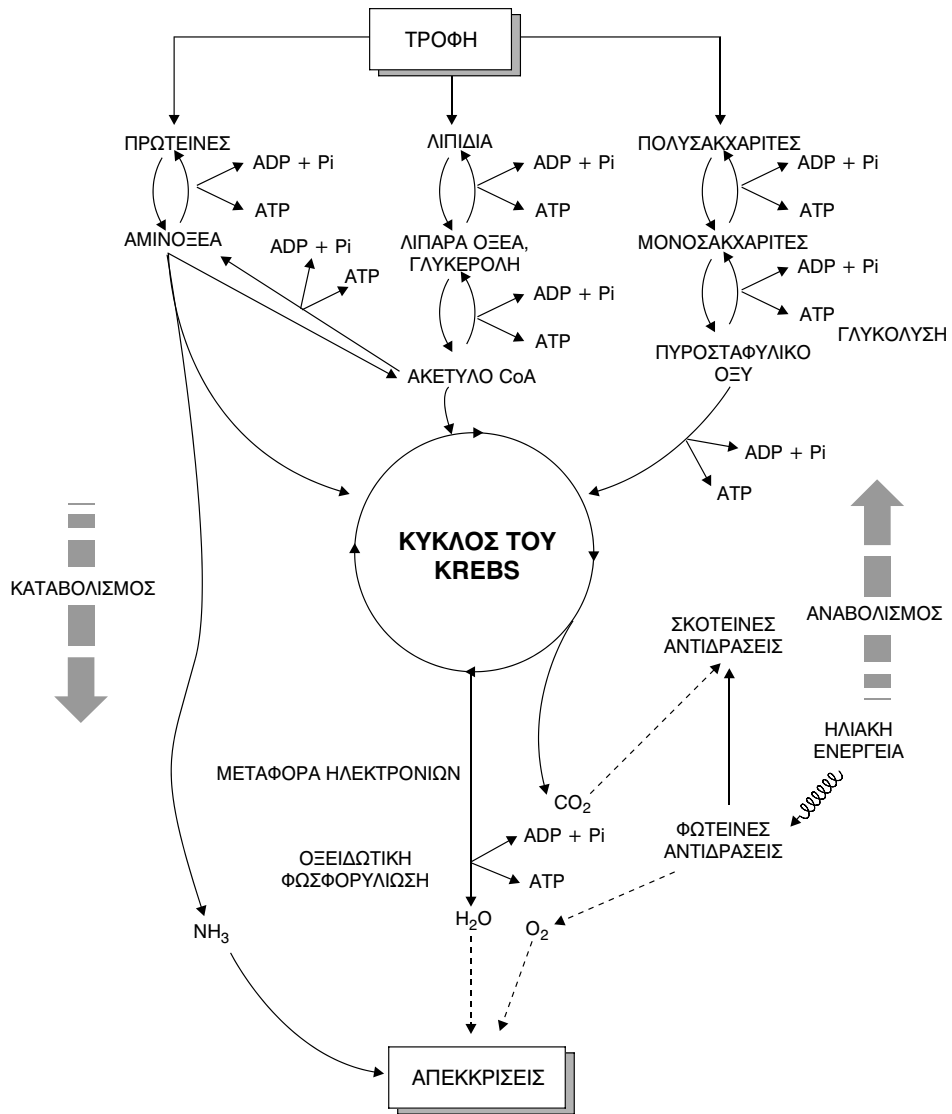 ΤΡΟΦΗ
ΠΡΩΤΕΙΝΕΣ
ΛΙΠΙΔΙΑ
ΠΟΛΥΣΑΚΧΑΡΙΤΕΣ
ADP + Pi
ADP + Pi
ADP + Pi
ATP
ATP
ATP
ΑΜΙΝΟΞΕΑ
ΛΙΠΑΡΑ ΟΞΕΑ,
ΓΛΥΚΕΡΟΛΗ
ΜΟΝΟΣΑΚΧΑΡΙΤΕΣ
ADP + Pi
ATP
ADP + Pi
ATP
ADP + Pi
ATP
ΓΛΥΚΟΛΥΣΗ
ΑΚΕΤΥΛΟ CoA
ΠΥΡΟΣΤΑΦΥΛΙΚΟ
ΟΞΥ
ADP + Pi
ATP
ΚΥΚΛΟΣ ΤΟΥ
KREBS
ΚΑΤΑΒΟΛΙΣΜΟΣ
ΑΝΑΒΟΛΙΣΜΟΣ
ΣΚΟΤΕΙΝΕΣ
ΑΝΤΙΔΡΑΣΕΙΣ
ΗΛΙΑΚΗ
ΕΝΕΡΓΕΙΑ
ΜΕΤΑΦΟΡΑ ΗΛΕΚΤΡΟΝΙΩΝ
CO₂
ΦΩΤΕΙΝΕΣ
ΑΝΤΙΔΡΑΣΕΙΣ
ADP + Pi
ATP
ΟΞΕΙΔΩΤΙΚΗ
ΦΩΣΦΟΡΥΛΙΩΣΗ
NH₃
H₂O
O₂
ΑΠΕΚΚΡΙΣΕΙΣ